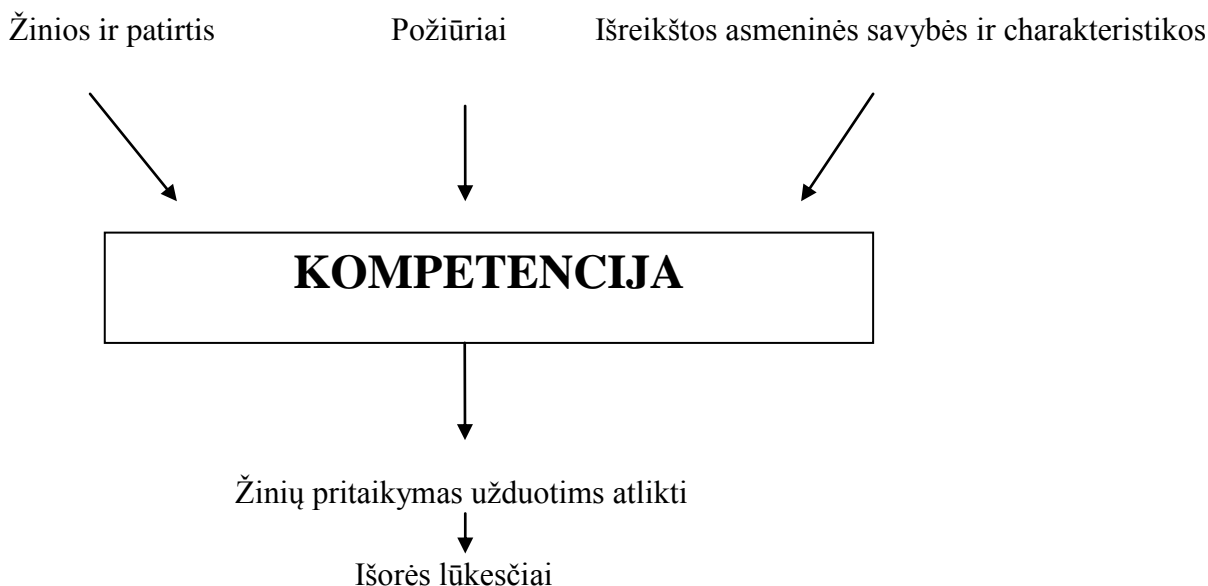 Žinios ir patirtis Požiūriai Išreikštos asmeninės savybės ir charakteristikos
KOMPETENCIJA
Žinių pritaikymas užduotims atlikti
Išorės lūkesčiai